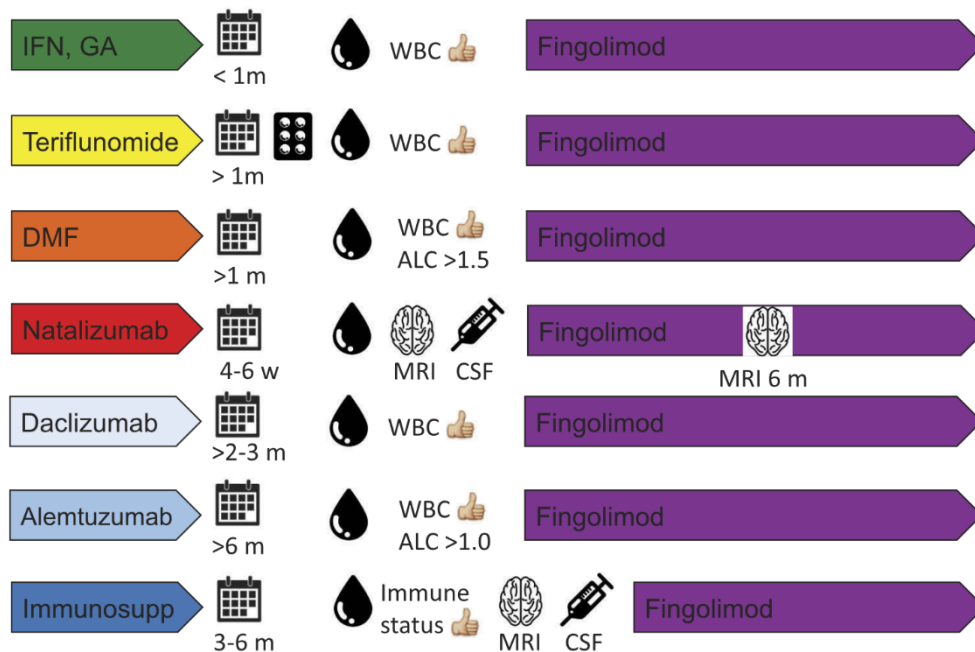 IFN, GA
< 1m
WBC
Fingolimod
Teriflunomide
> 1m
WBC
Fingolimod
DMF
>1 m
WBC
ALC >1.5
Fingolimod
Natalizumab
4-6 w
MRI
CSF
Fingolimod
MRI 6 m
Daclizumab
>2-3 m
WBC
Fingolimod
Alemtuzumab
>6 m
WBC
ALC >1.0
Fingolimod
Immunosupp
3-6 m
Immune
status
MRI
CSF
Fingolimod